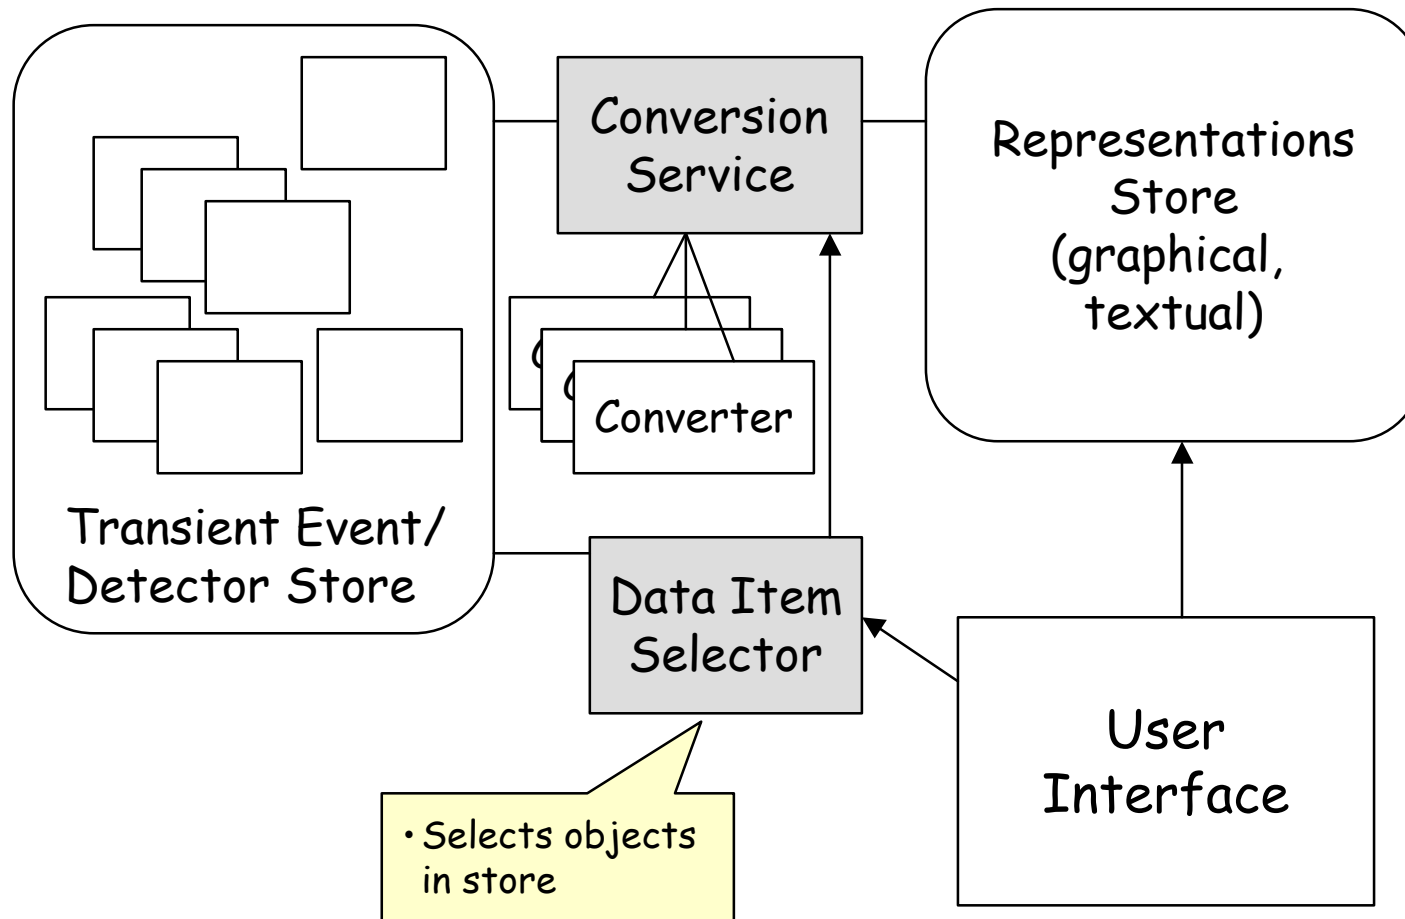 Conversion
Service
Representations
Store
(graphical,
textual)
Converter
Transient Event/
Detector Store
Data Item
Selector
User
Interface
• Selects objects
in store